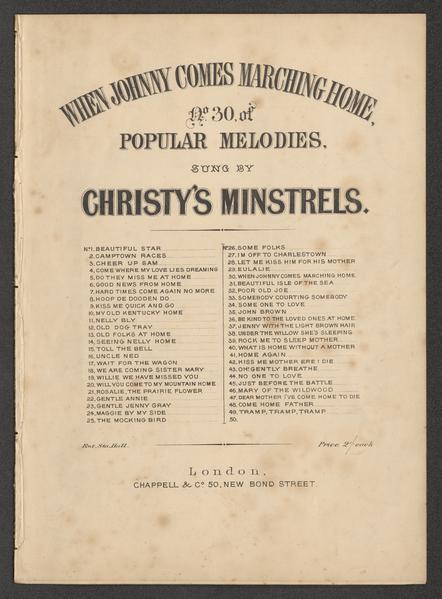 WHEN JOHNNY COMES MARCHING HOME,
No. 30, of
POPULAR MELODIES,
SUNG BY
CHRISTY'S MINSTRELS.
No1. BEAUTIFUL STAR
2. CAMPTOWN RACES
3. CHEER UP SAM
4. COME WHERE MY LOVE LIES DREAMING
5. DO THEY MISS ME AT HOME
6. GOOD NEWS FROM HOME
7. HARD TIMES COME AGAIN NO MORE
8. HOOP DE DOODEN DO
9. KISS ME QUICK AND GO
10. MY OLD KENTUCKY HOME
11. NELLY BLY
12. OLD DOG TRAY
13. OLD FOLKS AT HOME
14. SEEING NELLY HOME
15. TOLL THE BELL
16. UNCLE NED
17. WAIT FOR THE WAGON
18. WE ARE COMING SISTER MARY
19. WILLIE WE HAVE MISSED YOU
20. WILL YOU COME TO MY MOUNTAIN HOME
21. ROSALIE, THE PRAIRIE FLOWER
22. GENTLE ANNIE
23. GENTLE JENNY GRAY
24. MAGGIE BY MY SIDE
25. THE MOCKING BIRD
No26. SOME FOLKS
27. I'M OFF TO CHARLESTOWN
28. LET ME KISS HIM FOR HIS MOTHER
29. EULALIE
30. WHEN JOHNNY COMES MARCHING HOME
31. BEAUTIFUL ISLE OF THE SEA
32. POOR OLD JOE
33. SOMEBODY COURTING SOMEBODY
34. SOME ONE TO LOVE
35. JOHN BROWN
36. BE KIND TO THE LOVED ONES AT HOME
37. JENNY WITH THE LIGHT BROWN HAIR
38. UNDER THE WILLOW SHE'S SLEEPING
39. ROCK ME TO SLEEP MOTHER
40. WHAT IS HOME WITHOUT A MOTHER
41. HOME AGAIN
42. KISS ME MOTHER ERE I DIE
43. OH! GENTLY BREATHE
44. NO ONE TO LOVE
45. JUST BEFORE THE BATTLE
46. MARY OF THE WILDWOOD
47. DEAR MOTHER I'VE COME HOME TO DIE
48. COME HOME FATHER
49. TRAMP, TRAMP, TRAMP
50.
Ent. Sta. Hall.
Price 2/ each
London,
CHAPPELL & Co 50, NEW BOND STREET.